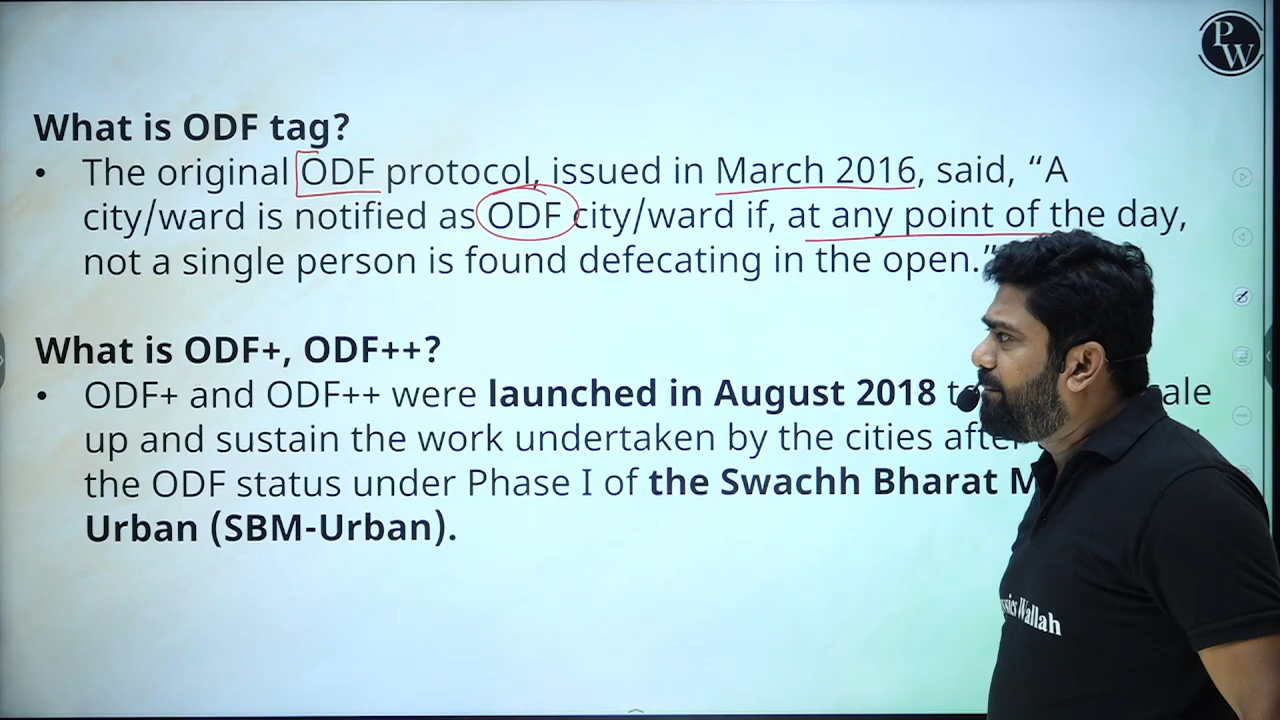 PW
What is ODF tag?
• The original ODF protocol, issued in March 2016, said, “A
city/ward is notified as ODF city/ward if, at any point of the day,
not a single person is found defecating in the open.”
What is ODF+, ODF++?
• ODF+ and ODF++ were launched in August 2018
up and sustain the work undertaken by the cities
the ODF status under Phase I of the Swachh Bharat
Urban (SBM-Urban).
Wallah